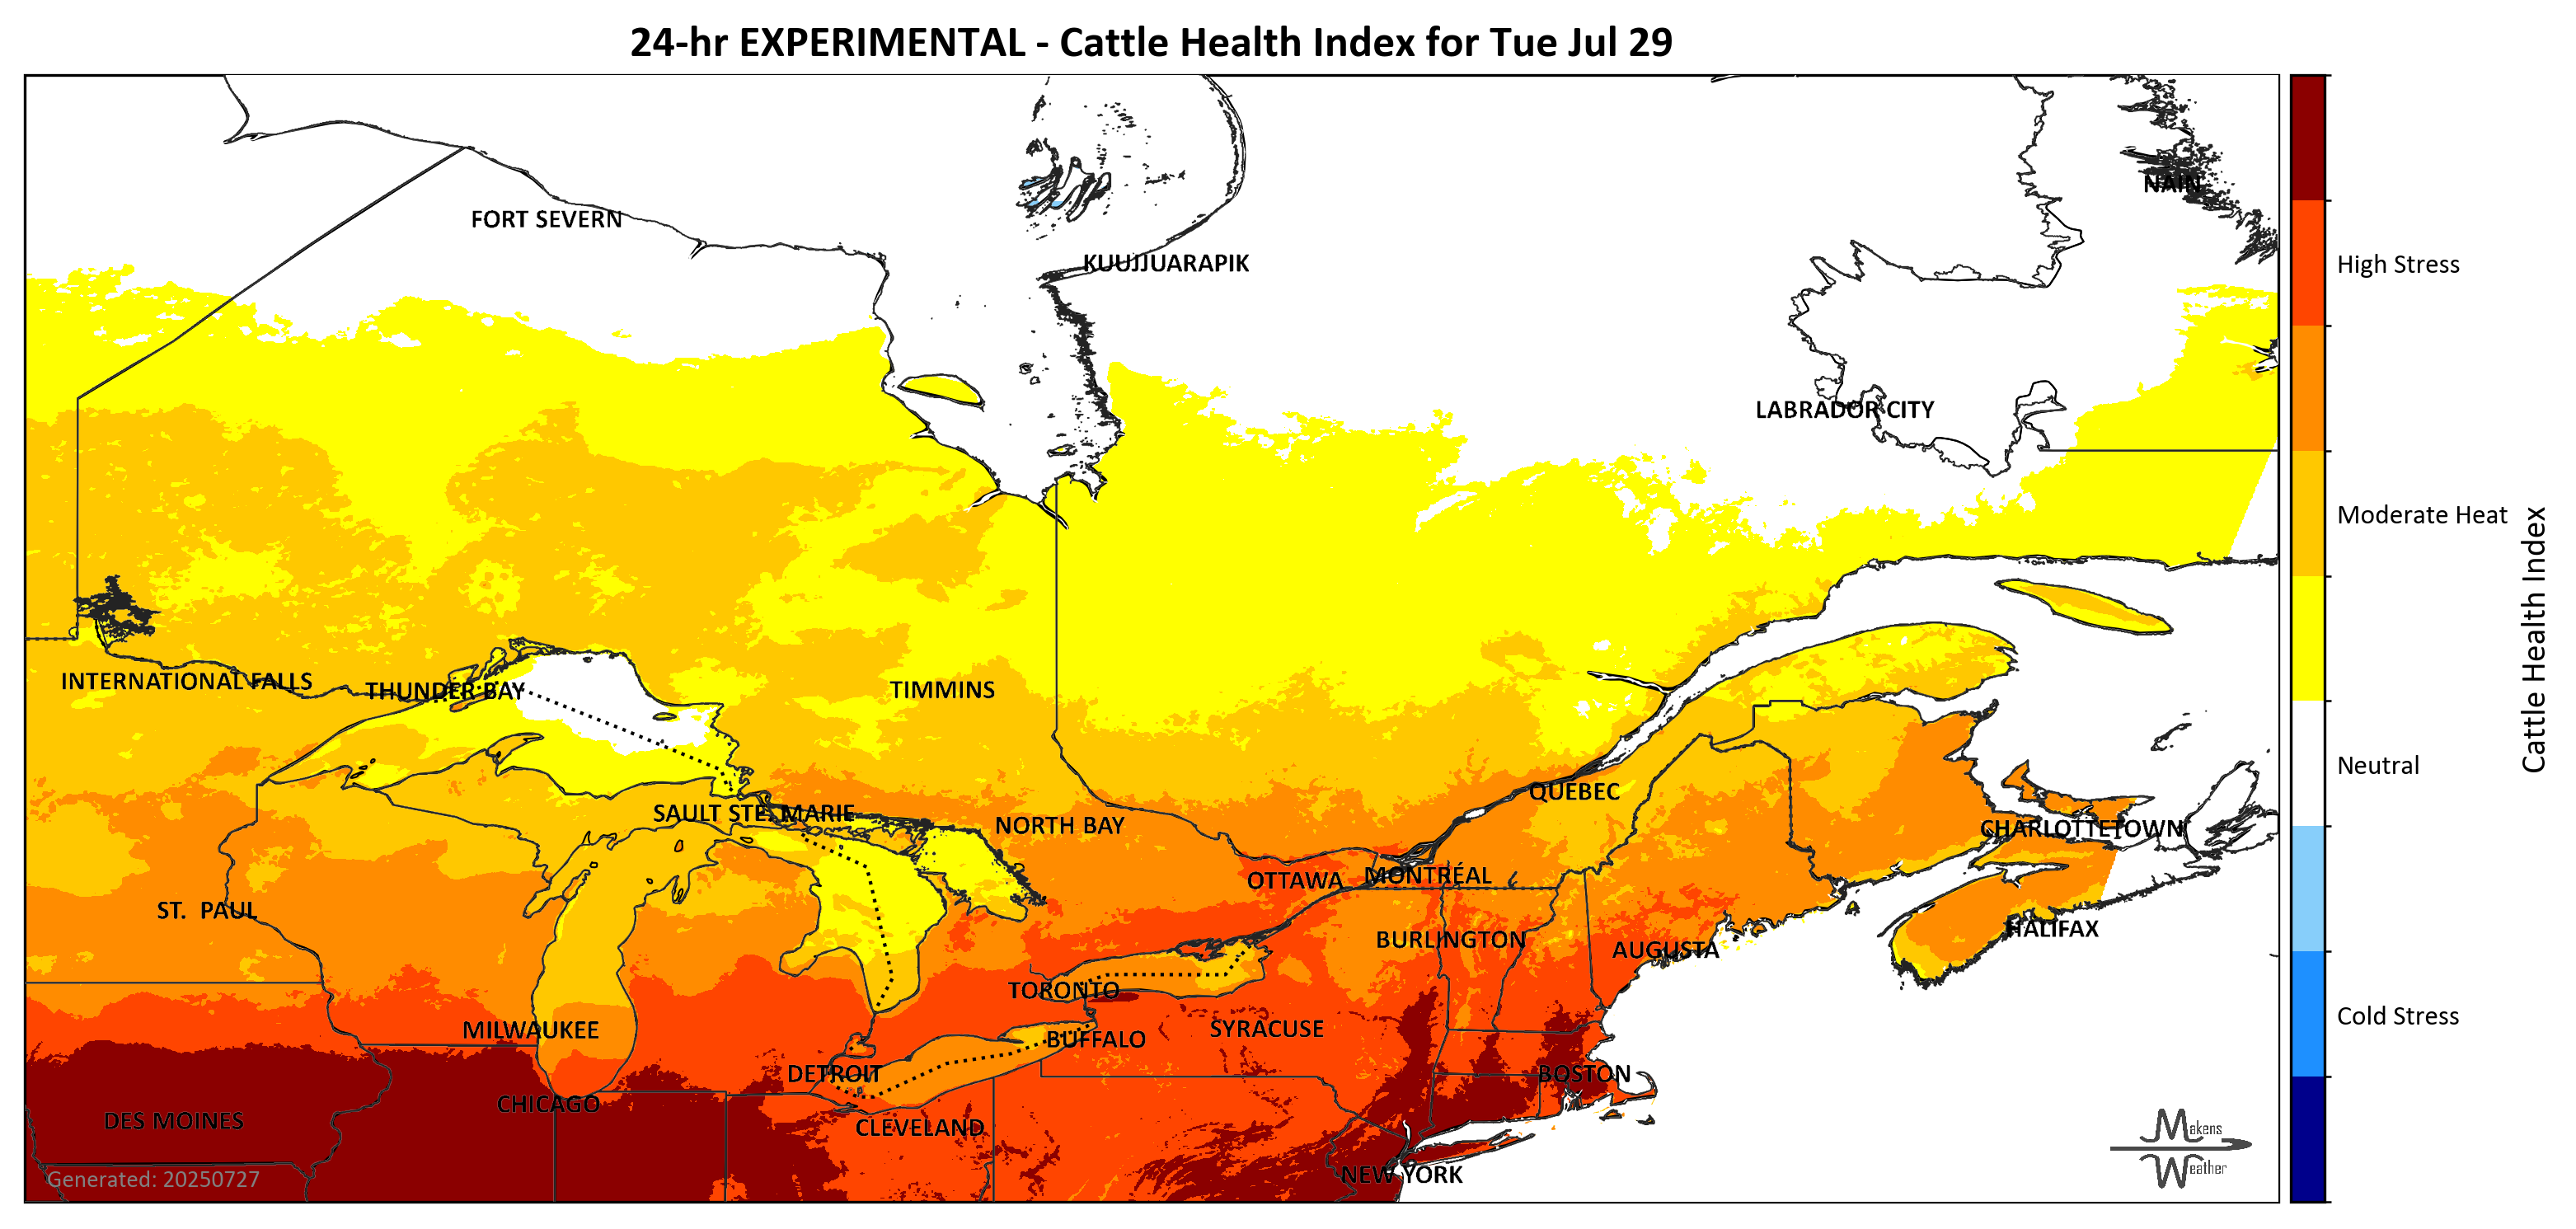 24-hr EXPERIMENTAL - Cattle Health Index for Tue Jul 29
NAIN
FORT SEVERN
KUUJJUARAPIK
High Stress
LABRADOR CITY
Moderate Heat
INTERNATIONAL FALLS
THUNDER BAY
TIMMINS
Cattle Health Index
Neutral
QUEBEC
SAULT STE. MARIE
NORTH BAY
CHARLOTTETOWN
OTTAWA
MONTRÉAL
ST. PAUL
HALIFAX
BURLINGTON
AUGUSTA
TORONTO
Cold Stress
MILWAUKEE
SYRACUSE
BUFFALO
DETROIT
BOSTON
CHICAGO
DES MOINES
CLEVELAND
Makens
Weather
NEW YORK
Generated: 20250727